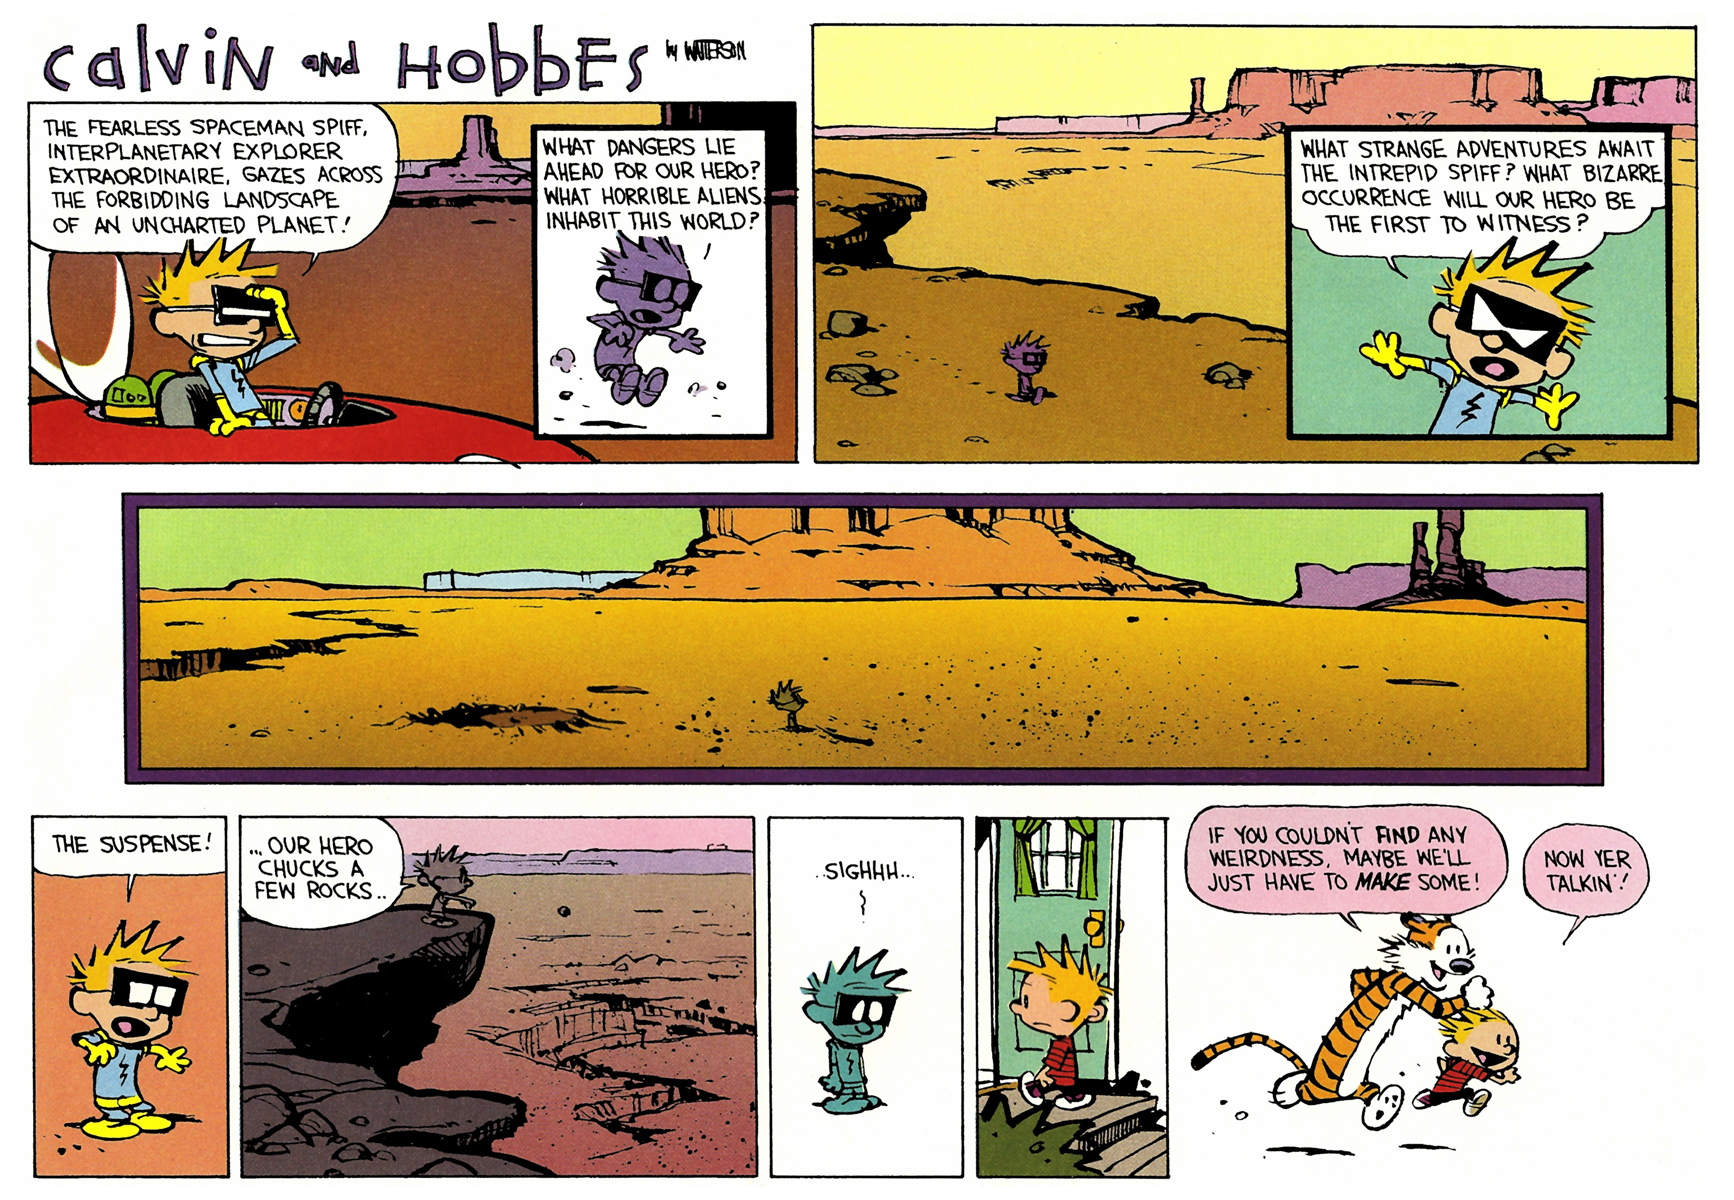 Calvin and Hobbes by Watterson
THE FEARLESS SPACEMAN SPIFF,
INTERPLANETARY EXPLORER
EXTRAORDINAIRE, GAZES ACROSS
THE FORBIDDING LANDSCAPE
OF AN UNCHARTED PLANET!
WHAT DANGERS LIE
AHEAD FOR OUR HERO?
WHAT HORRIBLE ALIENS
INHABIT THIS WORLD?
WHAT STRANGE ADVENTURES AWAIT
THE INTREPID SPIFF? WHAT BIZARRE
OCCURRENCE WILL OUR HERO BE
THE FIRST TO WITNESS?
THE SUSPENSE!
...OUR HERO
CHUCKS A
FEW ROCKS...
...SIGHHH...
IF YOU COULDN'T FIND ANY
WEIRDNESS, MAYBE WE'LL
JUST HAVE TO MAKE SOME!
NOW YER
TALKIN'!